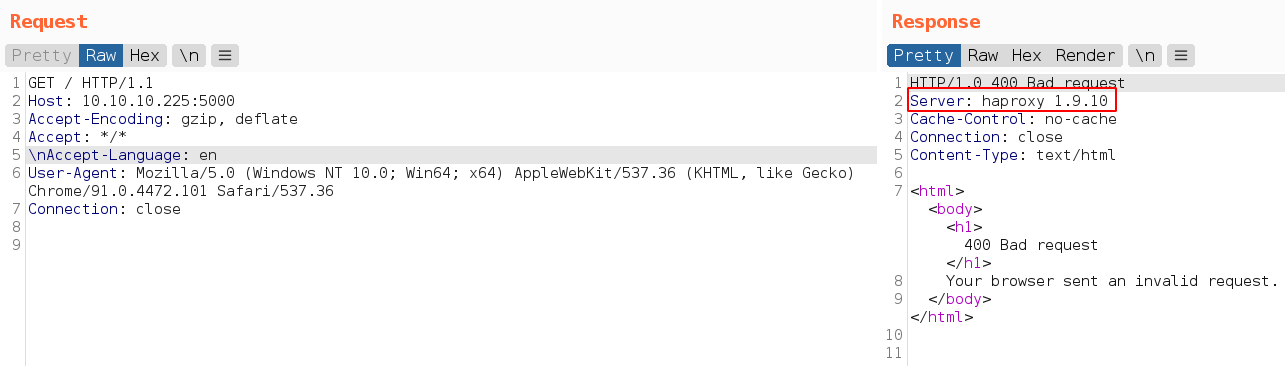 Request
Pretty Raw Hex \n ≡
1 GET / HTTP/1.1
2 Host: 10.10.10.225:5000
3 Accept-Encoding: gzip, deflate
4 Accept: */*
5 \nAccept-Language: en
6 User-Agent: Mozilla/5.0 (Windows NT 10.0; Win64; x64) AppleWebKit/537.36 (KHTML, like Gecko)
Chrome/91.0.4472.101 Safari/537.36
7 Connection: close
8
9
Response
Pretty Raw Hex Render \n ≡
1 HTTP/1.0 400 Bad request
2 Server: haproxy 1.9.10
3 Cache-Control: no-cache
4 Connection: close
5 Content-Type: text/html
6
7 <html>
<body>
<h1>
400 Bad request
</h1>
8 Your browser sent an invalid request.
9 </body>
</html>
10
11